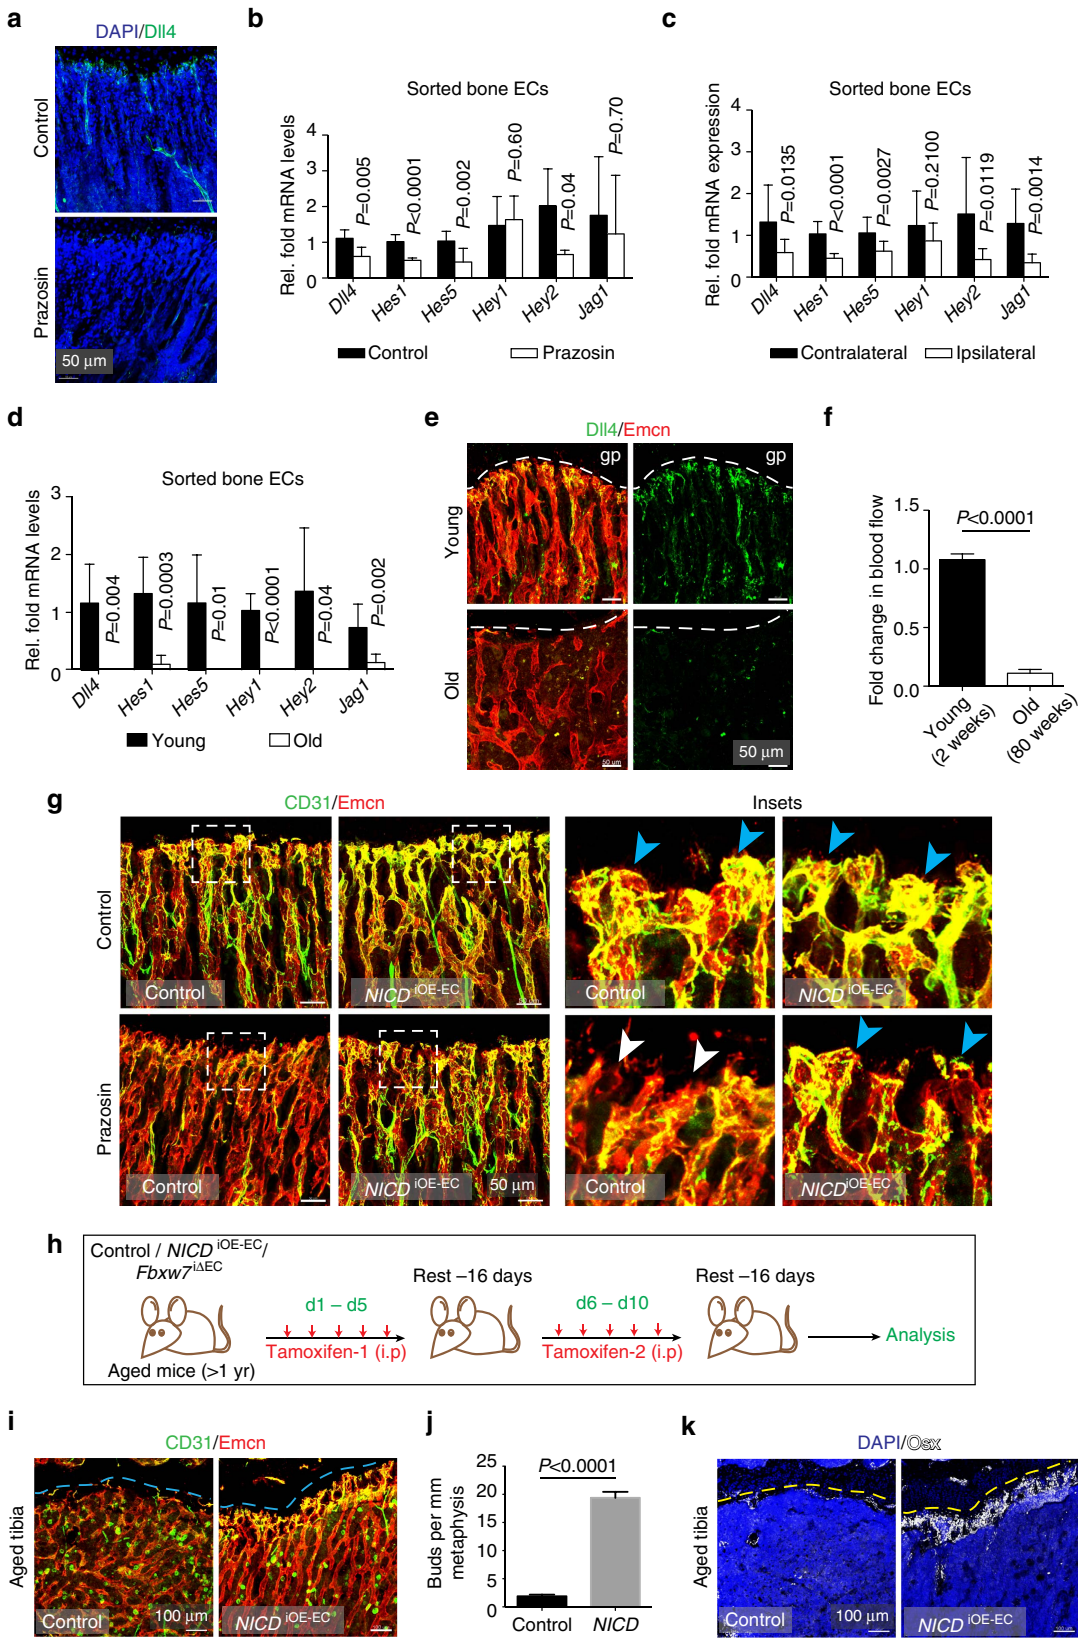 a
DAPI/Dll4
Control
Prazosin
50 µm
b
Sorted bone ECs
Rel. fold mRNA levels
4
3
2
1
0
P=0.005
P<0.0001
P=0.002
P=0.60
P=0.04
P=0.70
Dll4
Hes1
Hes5
Hey1
Hey2
Jag1
Control
Prazosin
c
Sorted bone ECs
Rel. fold mRNA expression
4
3
2
1
0
P=0.0135
P<0.0001
P=0.0027
P=0.2100
P=0.0119
P=0.0014
Dll4
Hes1
Hes5
Hey1
Hey2
Jag1
Contralateral
Ipsilateral
d
Sorted bone ECs
Rel. fold mRNA levels
3
2
1
0
P=0.004
P=0.0003
P=0.01
P<0.0001
P=0.04
P=0.002
Dll4
Hes1
Hes5
Hey1
Hey2
Jag1
Young
Old
e
Dll4/Emcn
gp
gp
Young
Old
50 µm
50 µm
f
Fold change in blood flow
1.5
1.0
0.5
0.0
P<0.0001
Young
(2 weeks)
Old
(80 weeks)
g
CD31/Emcn
Insets
Control
Control
NICD iOE-EC
Control
NICD iOE-EC
Prazosin
Control
NICD iOE-EC
50 µm
Control
NICD iOE-EC
h
Control / NICD iOE-EC/
Fbxw7 iΔEC
Aged mice (>1 yr)
d1 – d5
Tamoxifen-1 (i.p)
Rest –16 days
d6 – d10
Tamoxifen-2 (i.p)
Rest –16 days
Analysis
i
CD31/Emcn
Aged tibia
Control
100 µm
NICD iOE-EC
j
Buds per mm
metaphysis
25
20
15
10
5
0
P<0.0001
Control
NICD
k
DAPI/Osx
Aged tibia
Control
100 µm
NICD iOE-EC